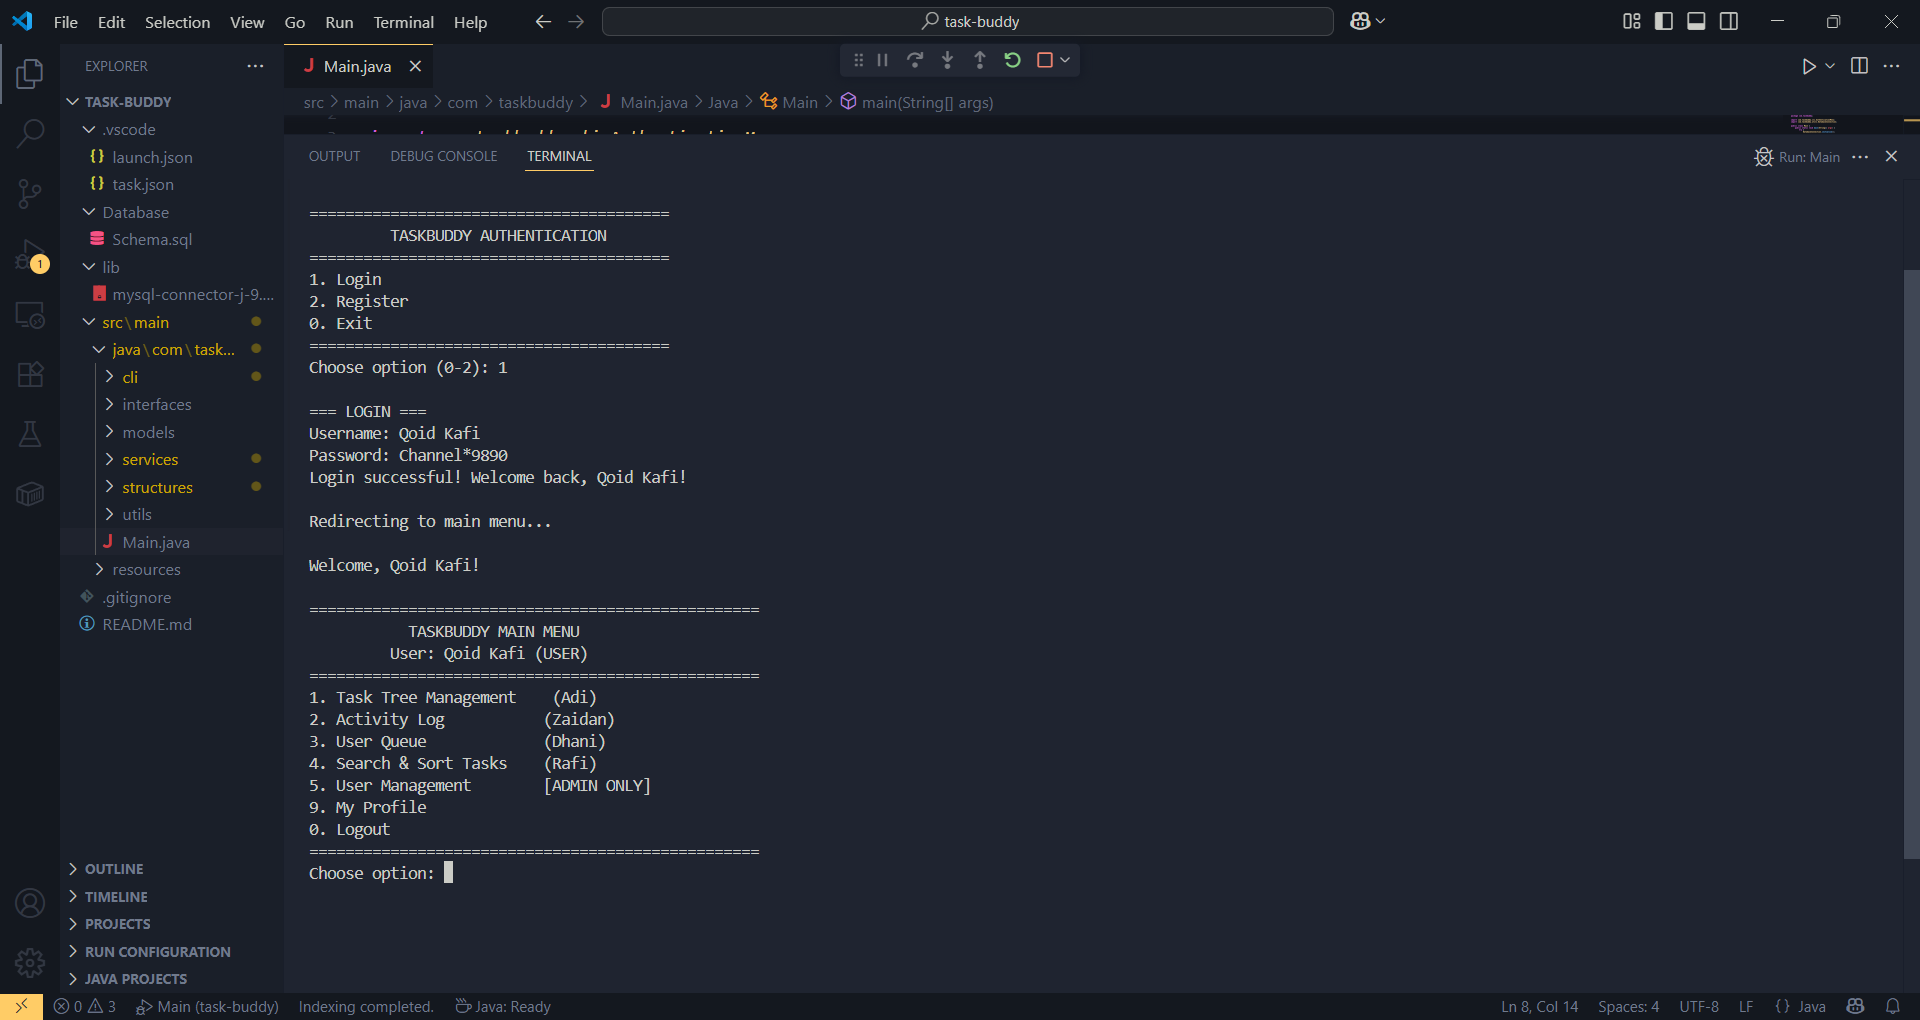 File Edit Selection View Go Run Terminal Help
task-buddy
EXPLORER
Main.java
TASK-BUDDY
src > main > java > com > taskbuddy > Main.java > Java > Main > main(String[] args)
.vscode
{} launch.json
{} task.json
Database
Schema.sql
lib
mysql-connector-j-9....
src\main
java\com\task...
cli
interfaces
models
services
structures
utils
Main.java
resources
.gitignore
README.md
OUTLINE
TIMELINE
PROJECTS
RUN CONFIGURATION
JAVA PROJECTS
1
OUTPUT DEBUG CONSOLE TERMINAL
Run: Main
========================================
TASKBUDDY AUTHENTICATION
========================================
1. Login
2. Register
0. Exit
========================================
Choose option (0-2): 1
=== LOGIN ===
Username: Qoid Kafi
Password: Channel*9890
Login successful! Welcome back, Qoid Kafi!
Redirecting to main menu...
Welcome, Qoid Kafi!
==================================================
TASKBUDDY MAIN MENU
User: Qoid Kafi (USER)
==================================================
1. Task Tree Management (Adi)
2. Activity Log (Zaidan)
3. User Queue (Dhani)
4. Search & Sort Tasks (Rafi)
5. User Management [ADMIN ONLY]
9. My Profile
0. Logout
==================================================
Choose option:
0 3 Main (task-buddy) Indexing completed. Java: Ready
Ln 8, Col 14 Spaces: 4 UTF-8 LF {} Java